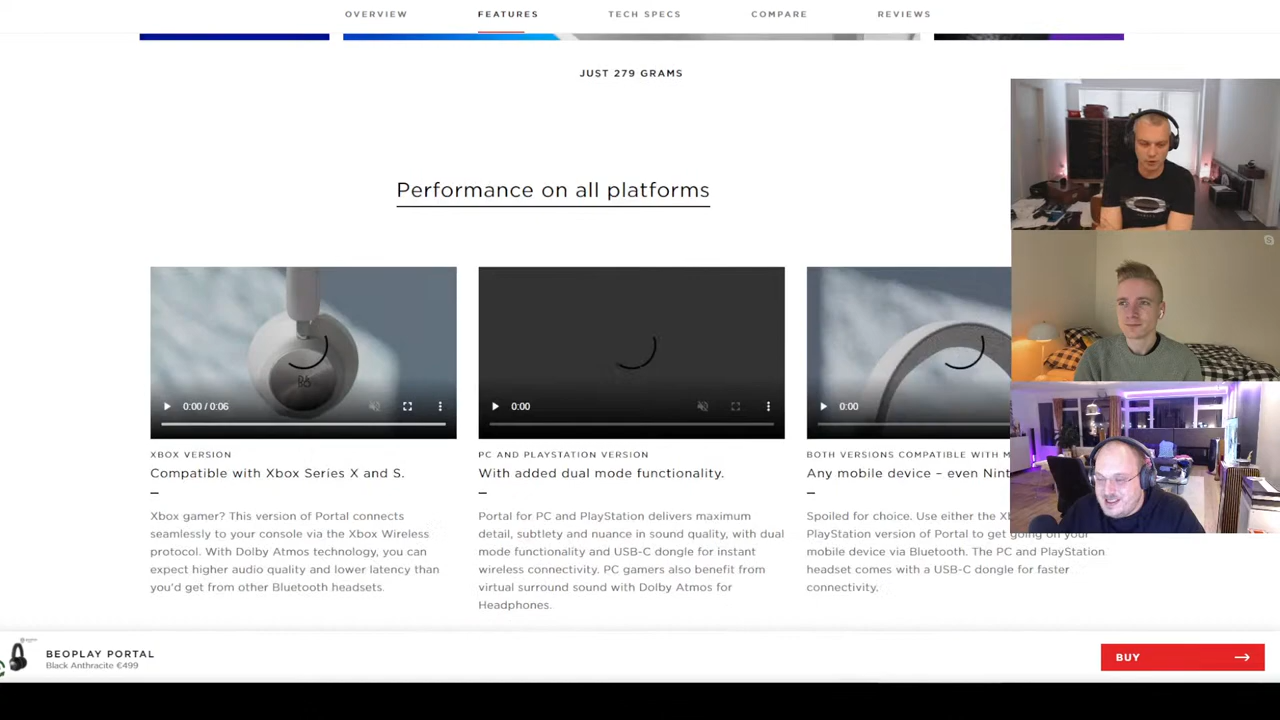 OVERVIEW FEATURES TECH SPECS COMPARE REVIEWS
JUST 279 GRAMS
Performance on all platforms
0:00 / 0:06
0:00
0:00
XBOX VERSION
Compatible with Xbox Series X and S.
Xbox gamer? This version of Portal connects
seamlessly to your console via the Xbox Wireless
protocol. With Dolby Atmos technology, you can
expect higher audio quality and lower latency than
you'd get from other Bluetooth headsets.
PC AND PLAYSTATION VERSION
With added dual mode functionality.
Portal for PC and PlayStation delivers maximum
detail, subtlety and nuance in sound quality, with dual
mode functionality and USB-C dongle for instant
wireless connectivity. PC gamers also benefit from
virtual surround sound with Dolby Atmos for
Headphones.
BOTH VERSIONS COMPATIBLE WITH M
Any mobile device – even Nint
Spoiled for choice. Use either the Xb
PlayStation version of Portal to get going on your
mobile device via Bluetooth. The PC and PlayStation
headset comes with a USB-C dongle for faster
connectivity.
BEOPLAY PORTAL
Black Anthracite €499
BUY